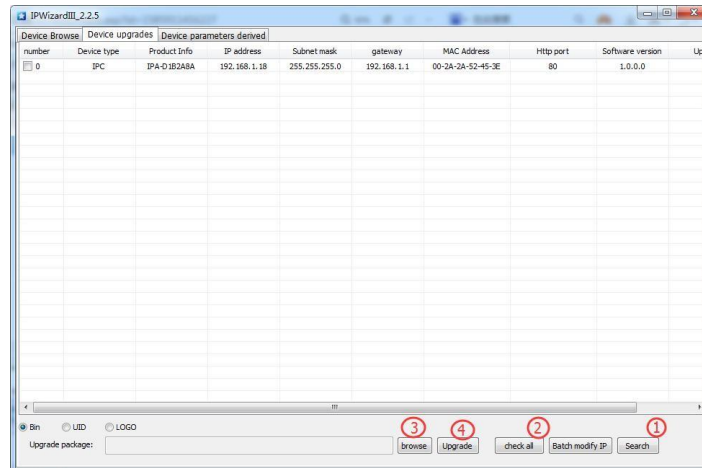 IPWizardIII_2.2.5
Device Browse Device upgrades Device parameters derived
number Device type Product Info IP address Subnet mask gateway MAC Address Http port Software version Up
0 IPC IPA-D1B2A8A 192.168.1.18 255.255.255.0 192.168.1.1 00-2A-2A-52-45-3E 80 1.0.0.0
Bin UID LOGO
3 4 2 1
Upgrade package: browse Upgrade check all Batch modify IP Search